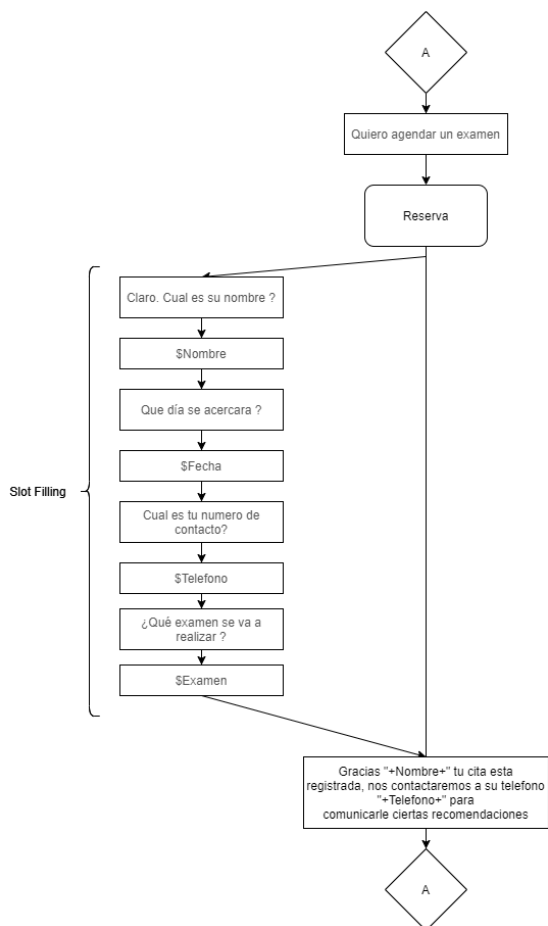 A
Quiero agendar un examen
Reserva
Claro. Cual es su nombre ?
$Nombre
Que día se acercara ?
$Fecha
Slot Filling
Cual es tu numero de
contacto?
$Telefono
¿Qué examen se va a
realizar ?
$Examen
Gracias "+Nombre+" tu cita esta
registrada, nos contactaremos a su telefono
"+Telefono+" para
comunicarle ciertas recomendaciones
A